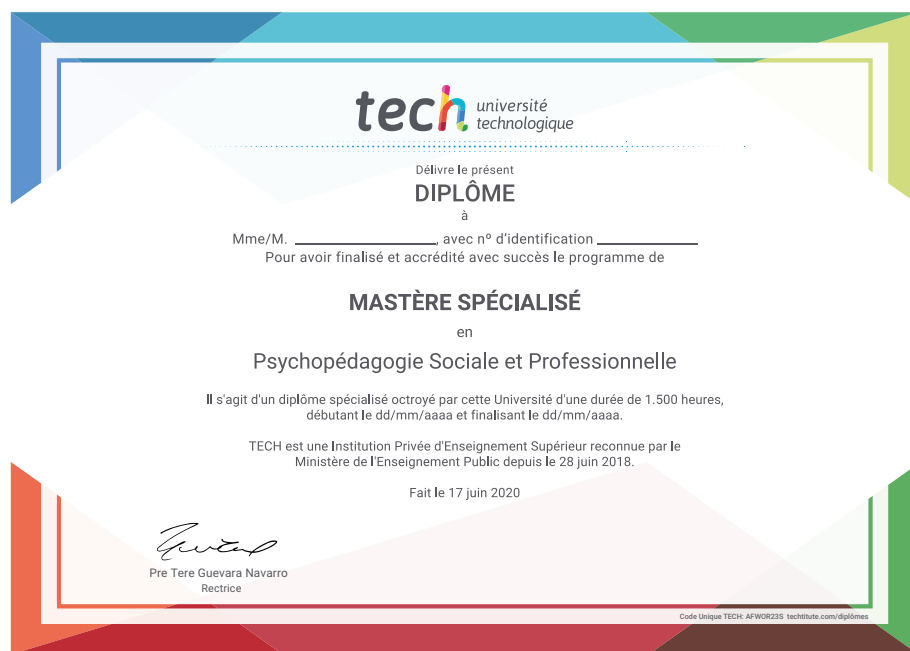 tech université
technologique
Délivre le présent
DIPLÔME
à
Mme/M. _______________, avec nº d'identification ___________
Pour avoir finalisé et accrédité avec succès le programme de
MASTÈRE SPÉCIALISÉ
en
Psychopédagogie Sociale et Professionnelle
Il s'agit d'un diplôme spécialisé octroyé par cette Université d'une durée de 1.500 heures,
débutant le dd/mm/aaaa et finalisant le dd/mm/aaaa.
TECH est une Institution Privée d'Enseignement Supérieur reconnue par le
Ministère de l'Enseignement Public depuis le 28 juin 2018.
Fait le 17 juin 2020
Pre Tere Guevara Navarro
Rectrice
Code Unique TECH: AFWOR23S techtitute.com/diplômes